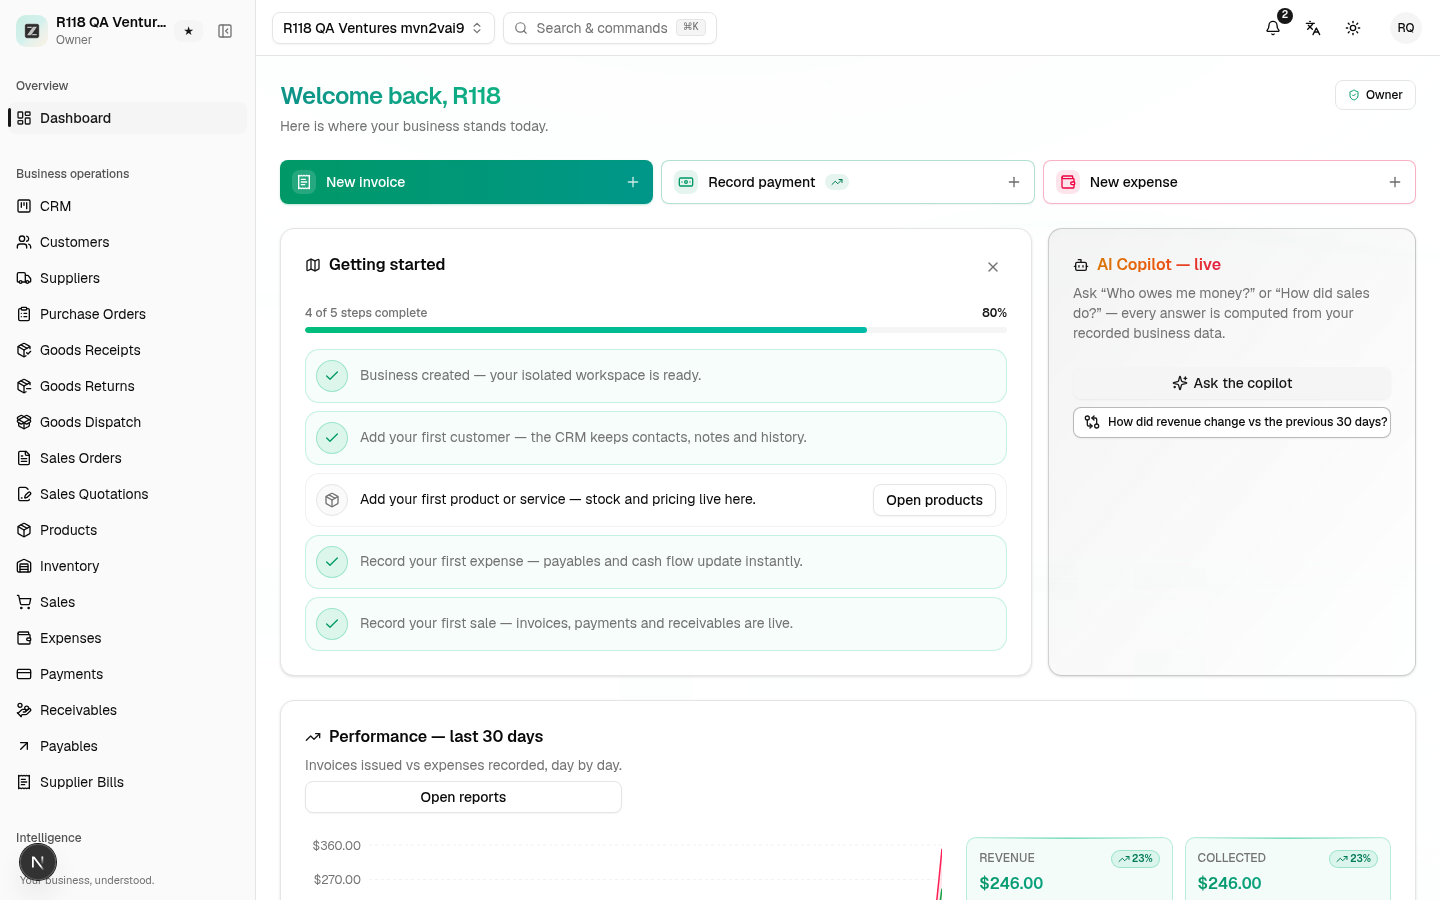 R118 QA Ventur...
Owner
Overview
Dashboard
Business operations
CRM
Customers
Suppliers
Purchase Orders
Goods Receipts
Goods Returns
Goods Dispatch
Sales Orders
Sales Quotations
Products
Inventory
Sales
Expenses
Payments
Receivables
Payables
Supplier Bills
Intelligence
N
Your business, understood.
R118 QA Ventures mvn2vai9
Search & commands ⌘K
2
RQ
Welcome back, R118
Owner
Here is where your business stands today.
New invoice
Record payment
New expense
Getting started
4 of 5 steps complete 80%
Business created — your isolated workspace is ready.
Add your first customer — the CRM keeps contacts, notes and history.
Add your first product or service — stock and pricing live here. Open products
Record your first expense — payables and cash flow update instantly.
Record your first sale — invoices, payments and receivables are live.
AI Copilot — live
Ask “Who owes me money?” or “How did sales
do?” — every answer is computed from your
recorded business data.
Ask the copilot
How did revenue change vs the previous 30 days?
Performance — last 30 days
Invoices issued vs expenses recorded, day by day.
Open reports
$360.00
$270.00
REVENUE 23%
$246.00
COLLECTED 23%
$246.00